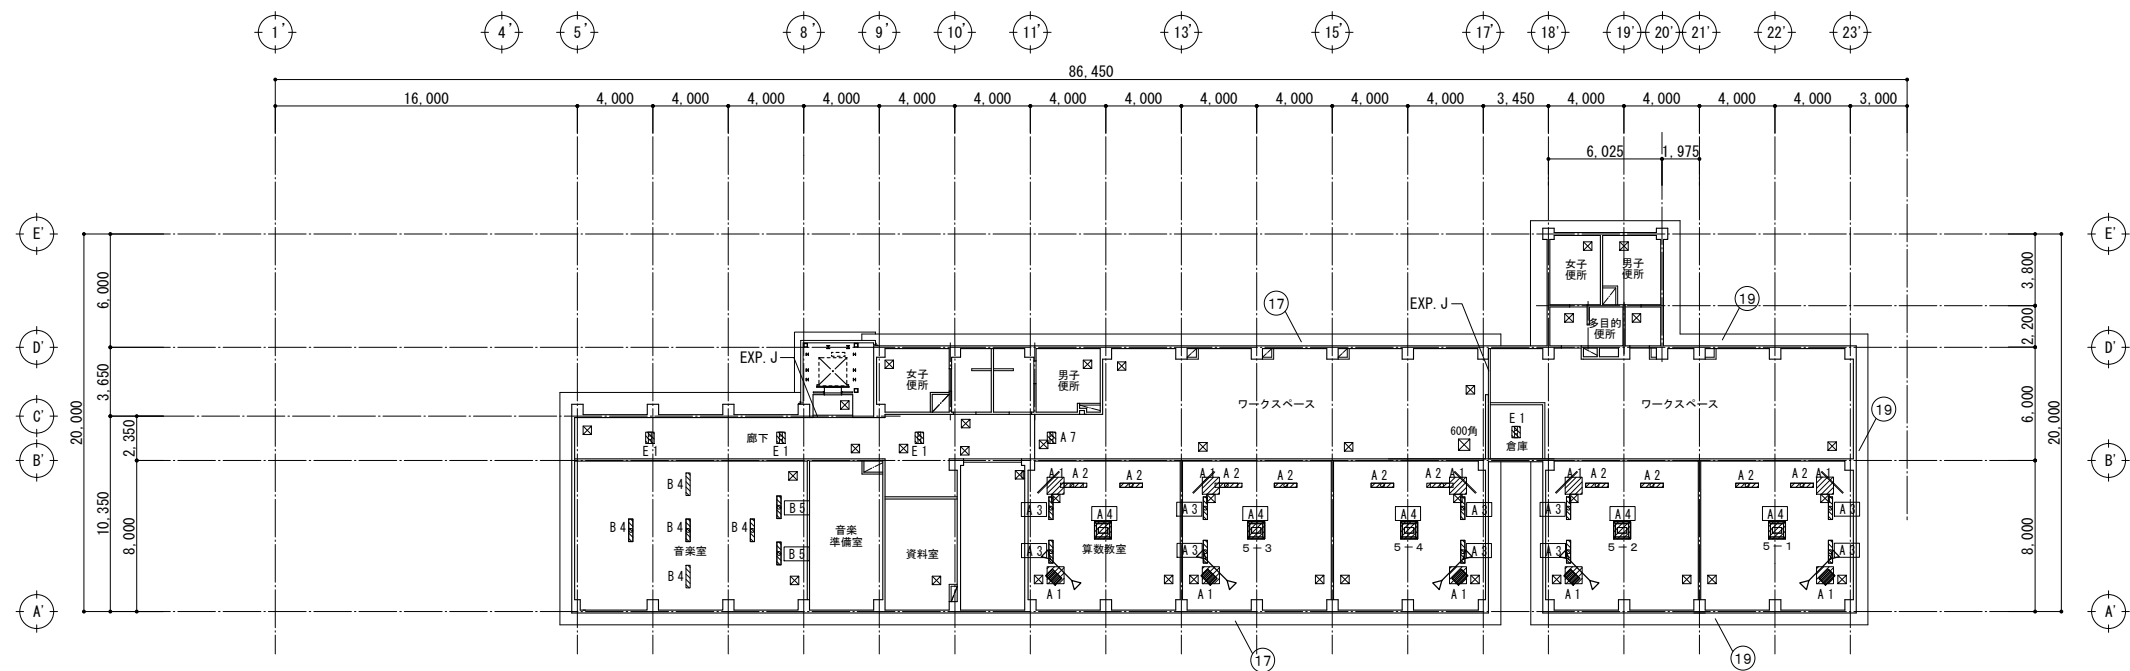 1' 4' 5' 8' 9' 10' 11' 13' 15' 17' 18' 19' 20' 21' 22' 23'
86,450
16,000 4,000 4,000 4,000 4,000 4,000 4,000 4,000 4,000 4,000 4,000 4,000 4,000 3,450 4,000 4,000 4,000 4,000 3,000
6,025 1,975
E' E'
女子
便所
男子
便所
6,000 3,800
17 EXP.J 19
2,200
多目的
便所
D' D'
EXP.J
女子
便所
男子
便所
3,650
ワークスペース ワークスペース
20,000 6,000 20,000
C' 19
2,350
E1 廊下 E1 E1 A7 600角 E1
倉庫
B' B'
A1 A2 A2 A1 A2 A2 A2 A2 A1 A1 A2 A2 A2 A2 A1
B4
B4 B4 B4 B5
A3 A4 A3 A4 A4 A3 A3 A4 A4 A3
10,350 8,000 8,000
音楽室
音楽
準備室
資料室
算数教室 5-3 5-4 5-2 5-1
B5 A3 A3 A3 A3 A3
B4
A1 A1 A1 A1 A1
A' A'
17 19